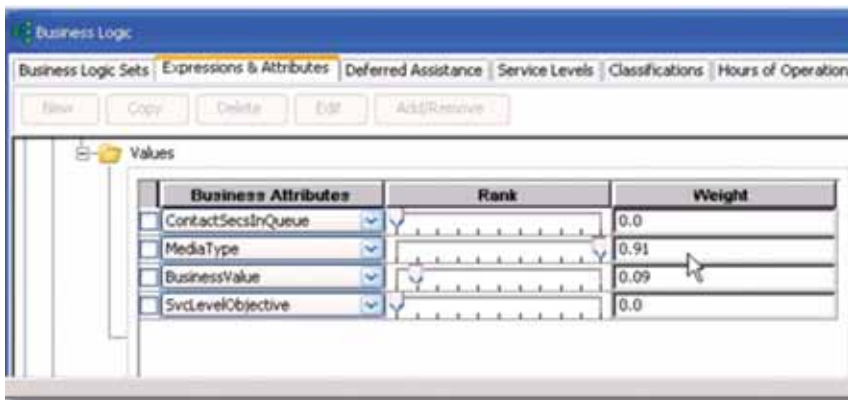 Business Logic
Business Logic Sets Expressions & Attributes Deferred Assistance Service Levels Classifications Hours of Operation
New Copy Delete Edit Add/Remove
Values
Business Attributes Rank Weight
ContactSecsInQueue 0.0
MediaType 0.91
BusinessValue 0.09
SvcLevelObjective 0.0